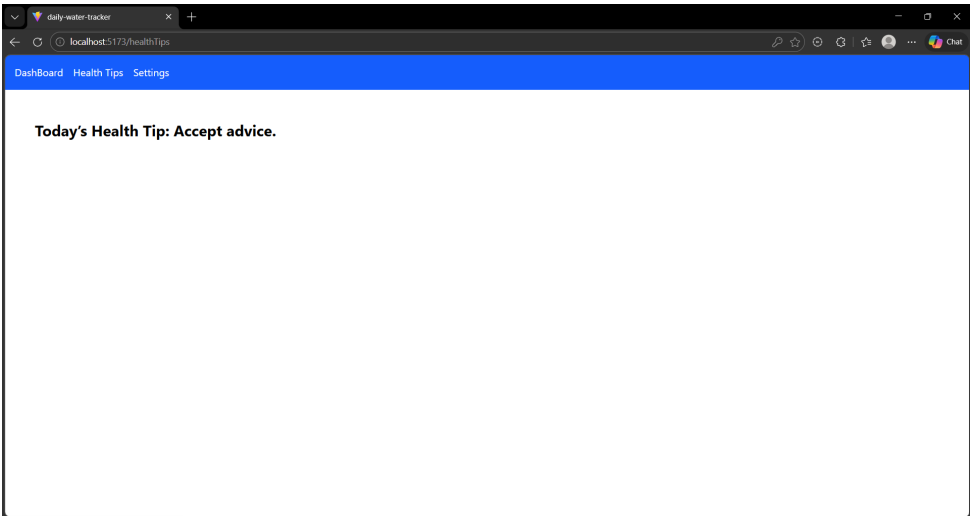 daily-water-tracker
localhost:5173/healthTips
Chat
DashBoard Health Tips Settings
Today’s Health Tip: Accept advice.